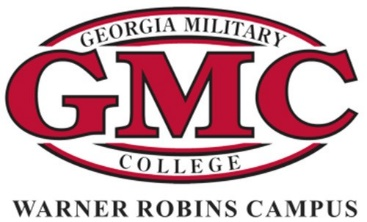 GEORGIA MILITARY
GMC
COLLEGE
WARNER ROBINS CAMPUS